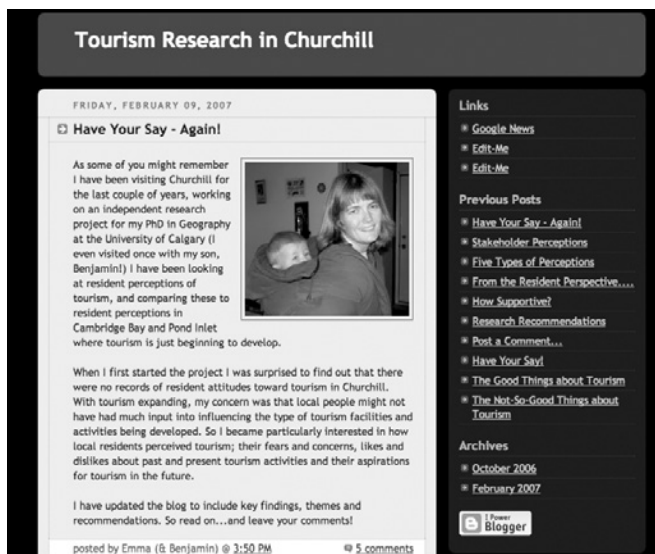 Tourism Research in Churchill
FRIDAY, FEBRUARY 09, 2007
Have Your Say - Again!
As some of you might remember
I have been visiting Churchill for
the last couple of years, working
on an independent research
project for my PhD in Geography
at the University of Calgary (I
even visited once with my son,
Benjamin!) I have been looking
at resident perceptions of
tourism, and comparing these to
resident perceptions in
Cambridge Bay and Pond Inlet
where tourism is just beginning to develop.
When I first started the project I was surprised to find out that there
were no records of resident attitudes toward tourism in Churchill.
With tourism expanding, my concern was that local people might not
have had much input into influencing the type of tourism facilities and
activities being developed. So I became particularly interested in how
local residents perceived tourism; their fears and concerns, likes and
dislikes about past and present tourism activities and their aspirations
for tourism in the future.
I have updated the blog to include key findings, themes and
recommendations. So read on...and leave your comments!
posted by Emma (& Benjamin) @ 3:50 PM
5 comments
Links
Google News
Edit-Me
Edit-Me
Previous Posts
Have Your Say - Again!
Stakeholder Perceptions
Five Types of Perceptions
From the Resident Perspective....
How Supportive?
Research Recommendations
Post a Comment...
Have Your Say!
The Good Things about Tourism
The Not-So-Good Things about
Tourism
Archives
October 2006
February 2007
I Power
Blogger